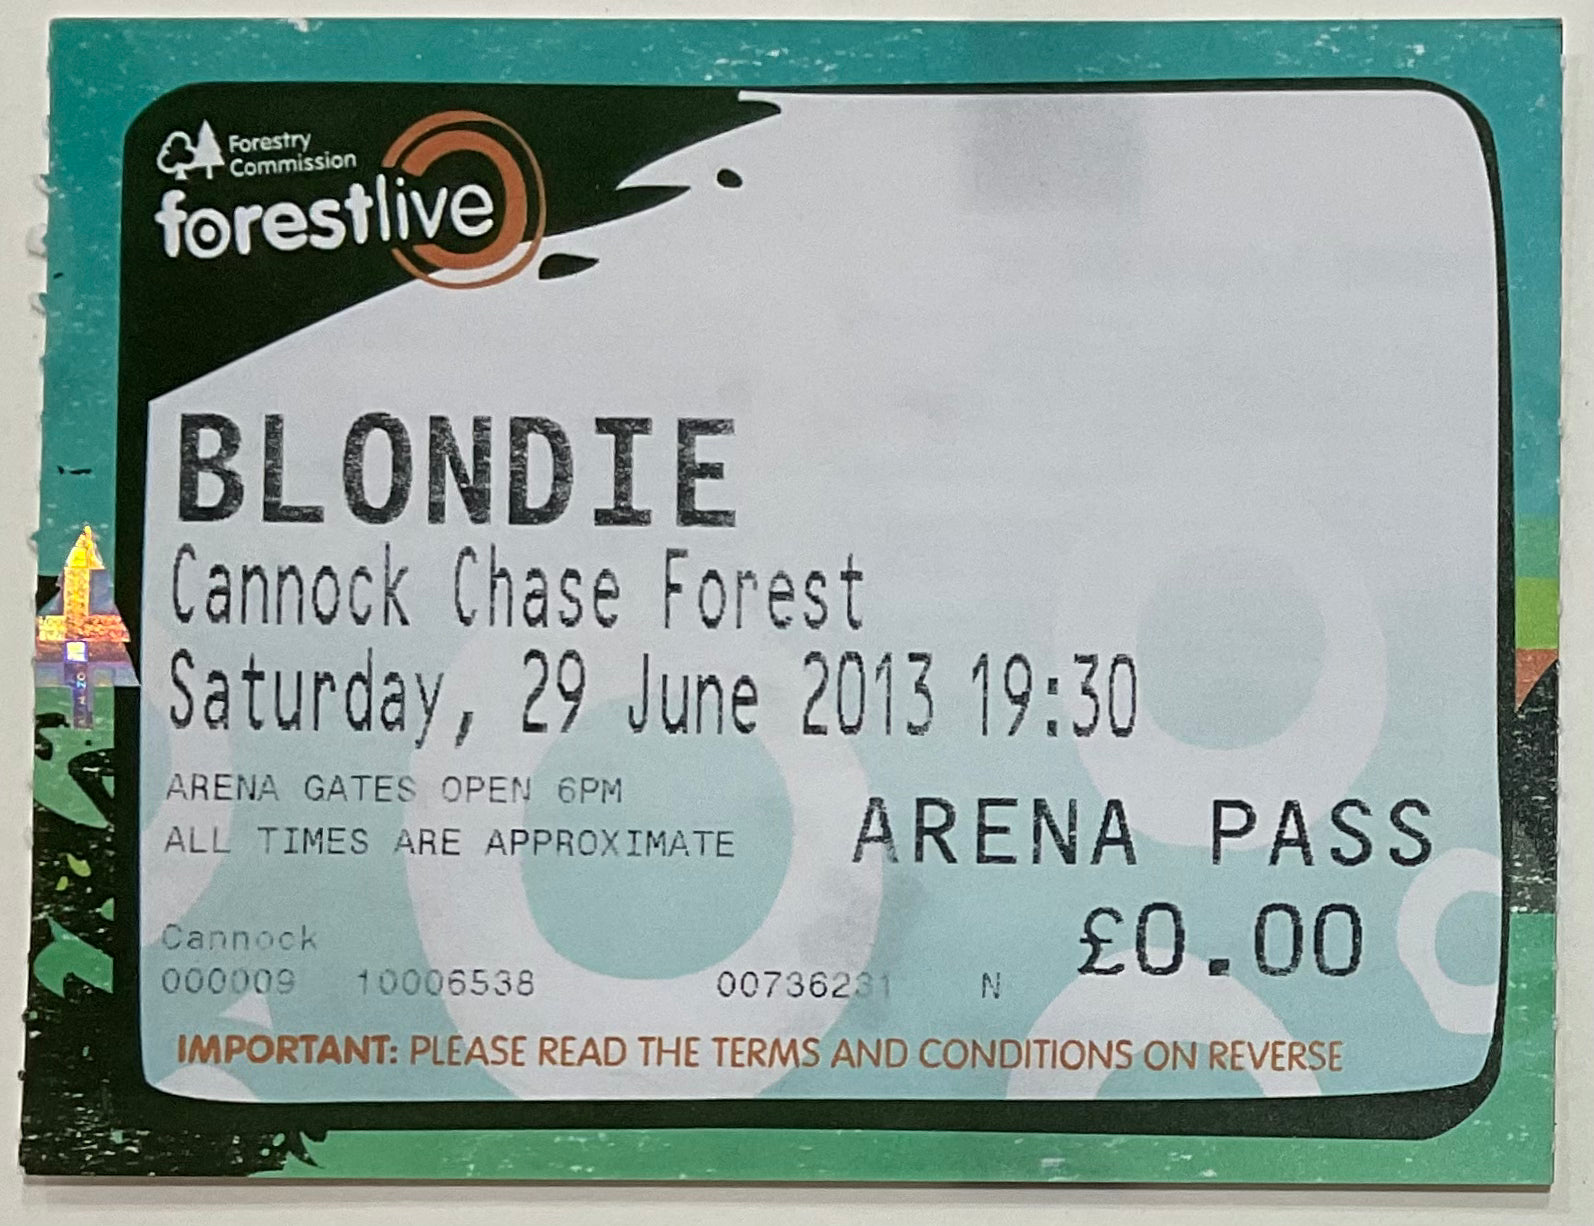 Forestry
Commission
forestlive
BLONDIE
Cannock Chase Forest
Saturday, 29 June 2013 19:30
ARENA GATES OPEN 6PM
ALL TIMES ARE APPROXIMATE
ARENA PASS
£0.00
Cannock
000009 10006538 00736231 N
IMPORTANT: PLEASE READ THE TERMS AND CONDITIONS ON REVERSE